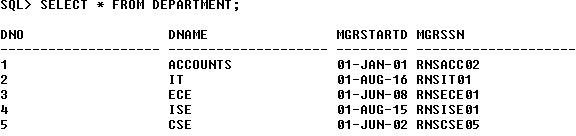 SQL> SELECT * FROM DEPARTMENT;
DNO DNAME MGRSTARTD MGRSSN
-------------------- -------------------- --------- --------------------
1 ACCOUNTS 01-JAN-01 RNSACC02
2 IT 01-AUG-16 RNSIT01
3 ECE 01-JUN-08 RNSECE01
4 ISE 01-AUG-15 RNSISE01
5 CSE 01-JUN-02 RNSCSE05